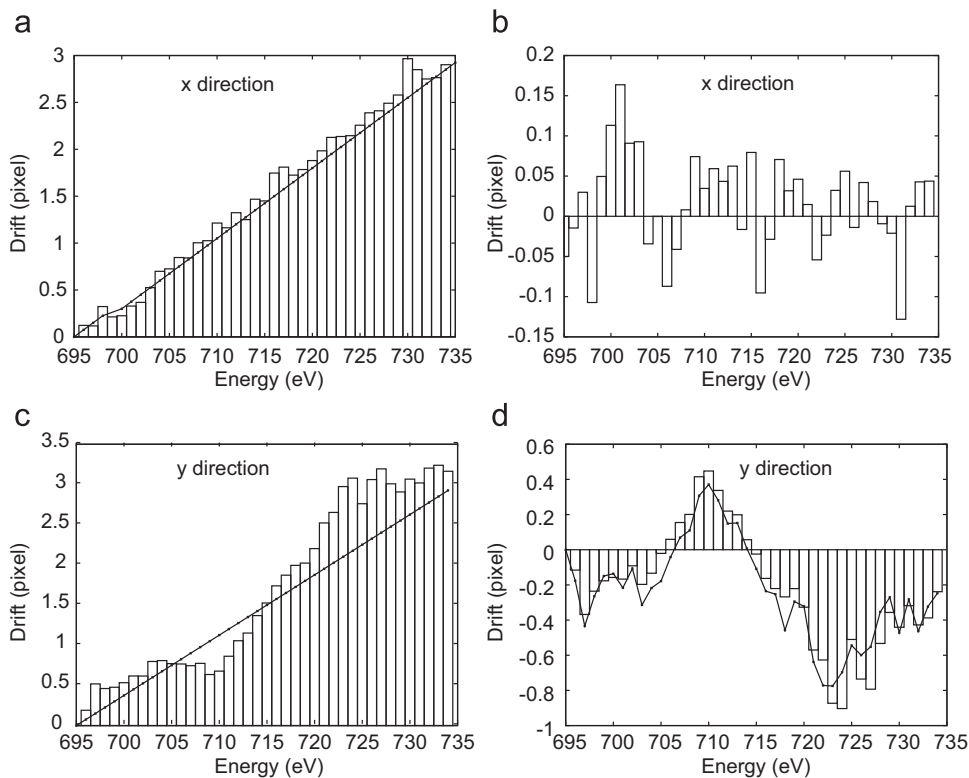 a
3
2.5
2
1.5
1
0.5
0
x direction
Drift (pixel)
695 700 705 710 715 720 725 730 735
Energy (eV)
b
0.2
0.15
0.1
0.05
0
-0.05
-0.1
-0.15
x direction
Drift (pixel)
695 700 705 710 715 720 725 730 735
Energy (eV)
c
3.5
3
2.5
2
1.5
1
0.5
0
y direction
Drift (pixel)
695 700 705 710 715 720 725 730 735
Energy (eV)
d
0.6
0.4
0.2
0
-0.2
-0.4
-0.6
-0.8
-1
y direction
Drift (pixel)
695 700 705 710 715 720 725 730 735
Energy (eV)